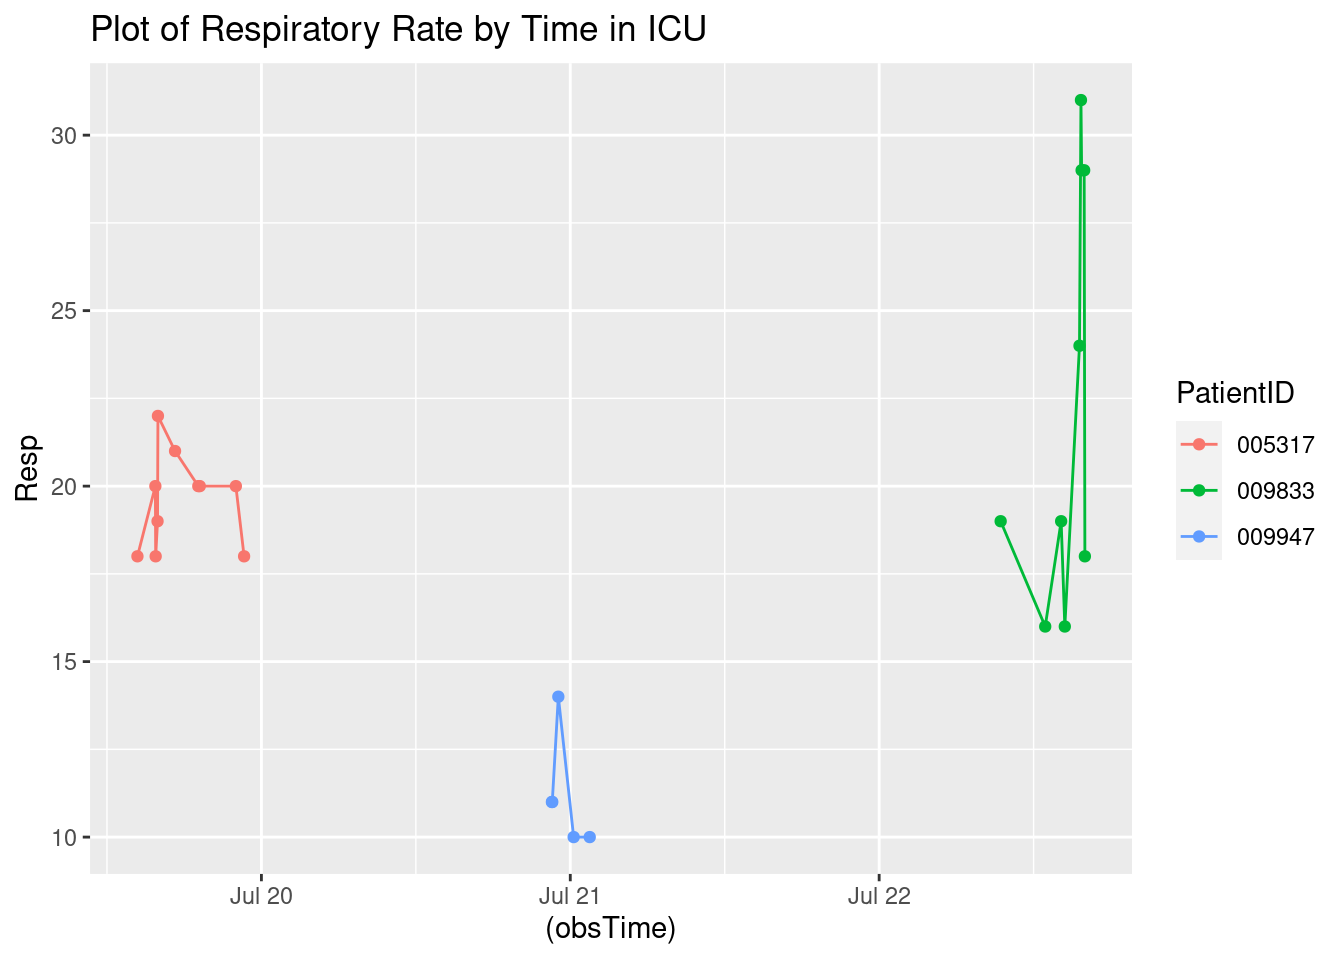 Plot of Respiratory Rate by Time in ICU
30
25
20
15
10
Resp
Jul 20
Jul 21
Jul 22
(obsTime)
PatientID
005317
009833
009947